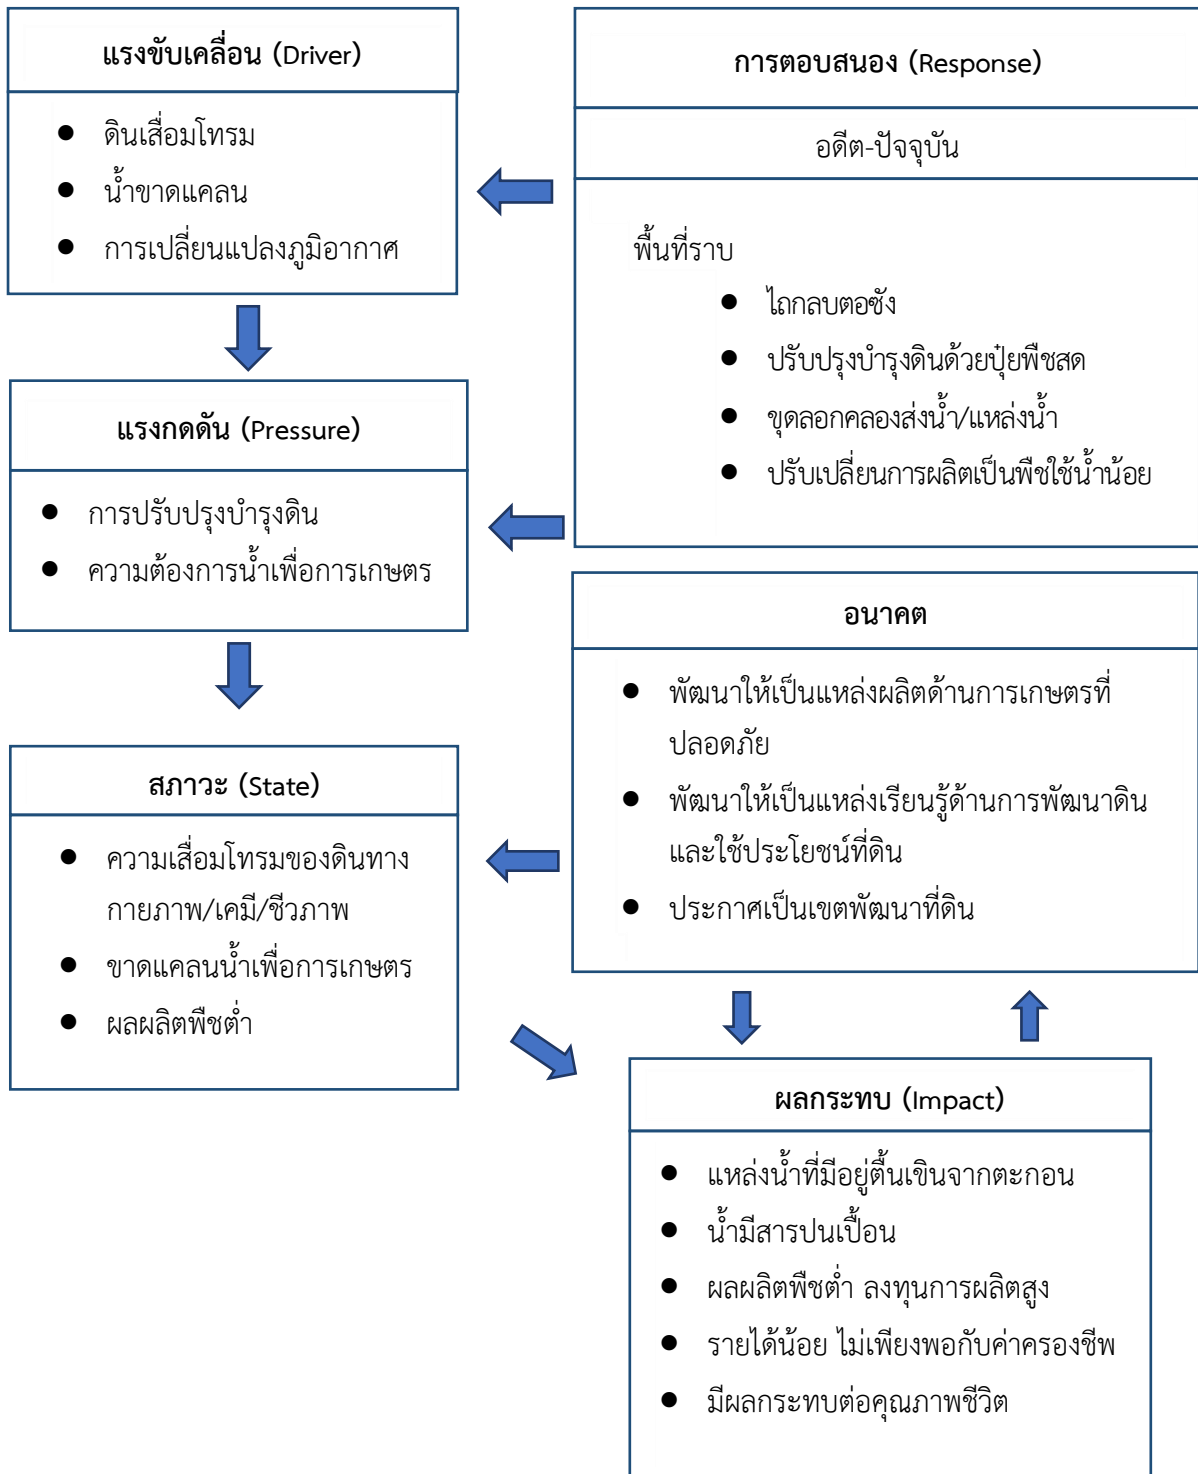 แรงขับเคลื่อน (Driver)
ดินเสื่อมโทรม
น้ำขาดแคลน
การเปลี่ยนแปลงภูมิอากาศ
แรงกดดัน (Pressure)
การปรับปรุงบำรุงดิน
ความต้องการน้ำเพื่อการเกษตร
สภาวะ (State)
ความเสื่อมโทรมของดินทาง
กายภาพ/เคมี/ชีวภาพ
ขาดแคลนน้ำเพื่อการเกษตร
ผลผลิตพืชต่ำ
การตอบสนอง (Response)
อดีต-ปัจจุบัน
พื้นที่ราบ
ไถกลบตอซัง
ปรับปรุงบำรุงดินด้วยปุ๋ยพืชสด
ขุดลอกคลองส่งน้ำ/แหล่งน้ำ
ปรับเปลี่ยนการผลิตเป็นพืชใช้น้ำน้อย
อนาคต
พัฒนาให้เป็นแหล่งผลิตด้านการเกษตรที่
ปลอดภัย
พัฒนาให้เป็นแหล่งเรียนรู้ด้านการพัฒนาดิน
และใช้ประโยชน์ที่ดิน
ประกาศเป็นเขตพัฒนาที่ดิน
ผลกระทบ (Impact)
แหล่งน้ำที่มีอยู่ตื้นเขินจากตะกอน
น้ำมีสารปนเปื้อน
ผลผลิตพืชต่ำ ลงทุนการผลิตสูง
รายได้น้อย ไม่เพียงพอกับค่าครองชีพ
มีผลกระทบต่อคุณภาพชีวิต